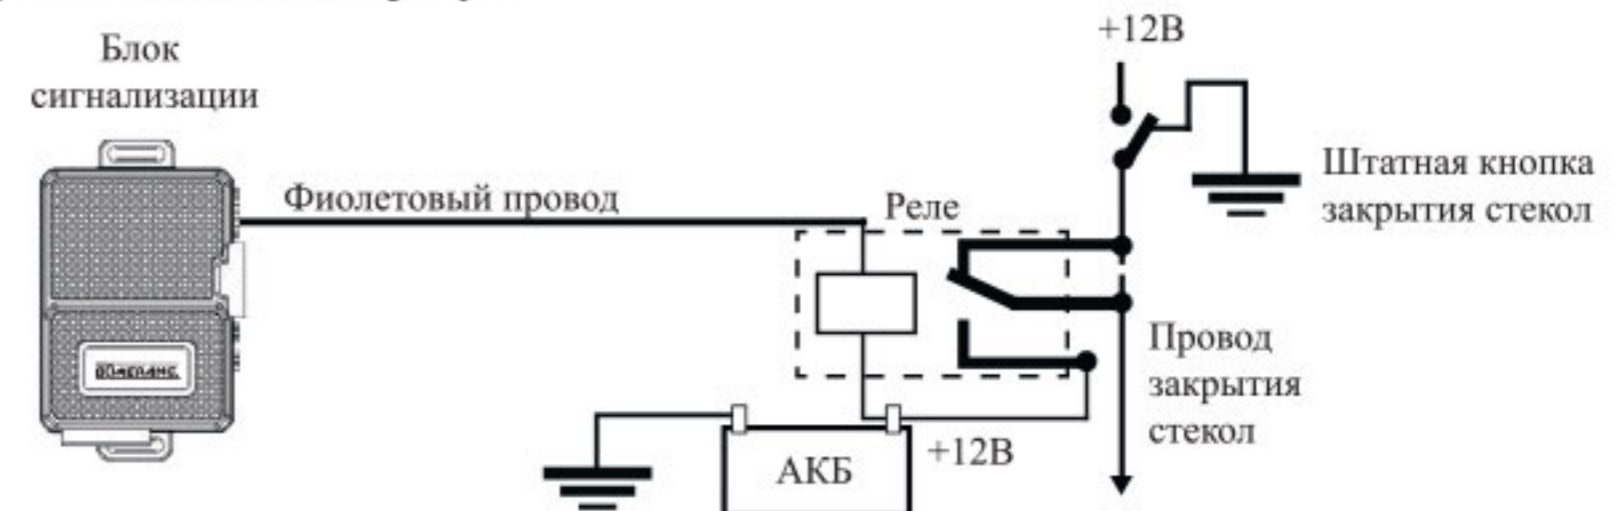 +12В
Блок
сигнализации
Штатная кнопка
закрытия стекол
Фиолетовый провод
Реле
Провод
закрытия
стекол
+12В
АКБ